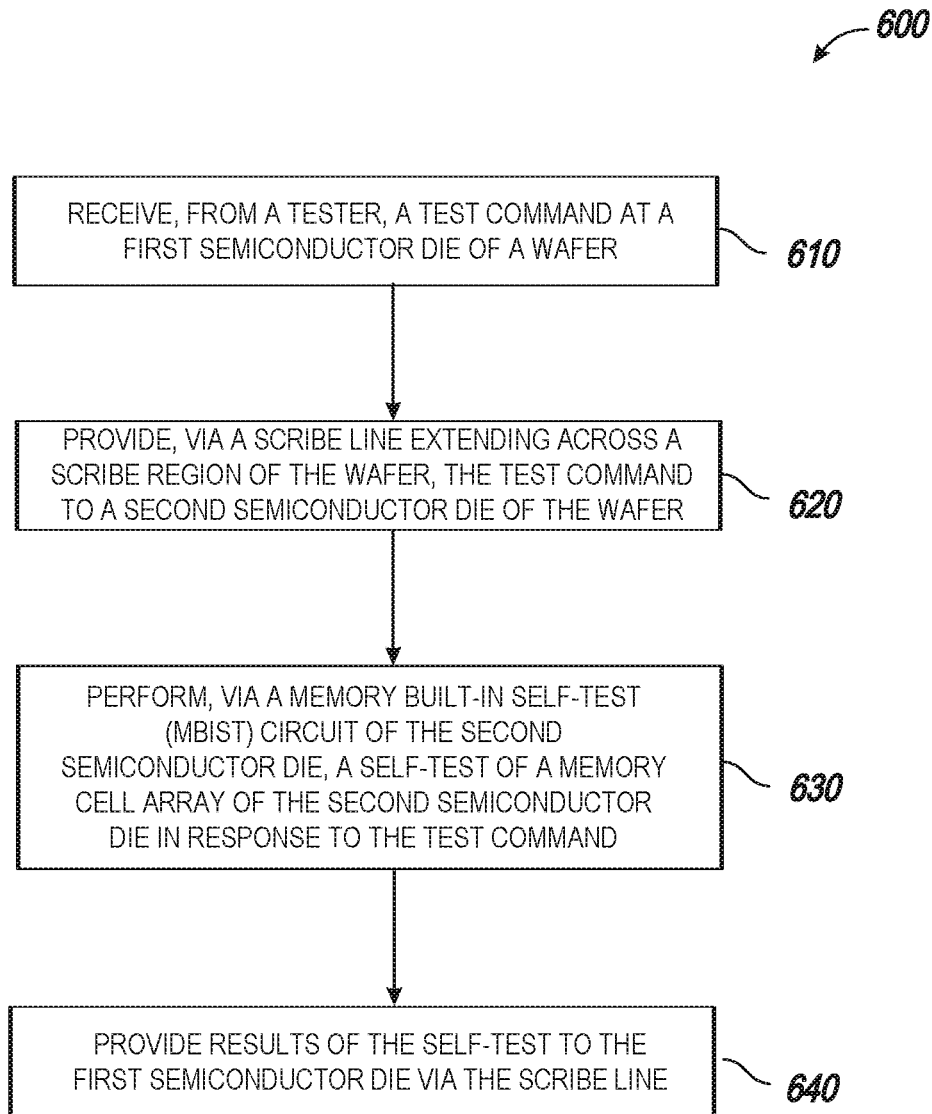 600
RECEIVE, FROM A TESTER, A TEST COMMAND AT A
FIRST SEMICONDUCTOR DIE OF A WAFER
610
PROVIDE, VIA A SCRIBE LINE EXTENDING ACROSS A
SCRIBE REGION OF THE WAFER, THE TEST COMMAND
TO A SECOND SEMICONDUCTOR DIE OF THE WAFER
620
PERFORM, VIA A MEMORY BUILT-IN SELF-TEST
(MBIST) CIRCUIT OF THE SECOND
SEMICONDUCTOR DIE, A SELF-TEST OF A MEMORY
CELL ARRAY OF THE SECOND SEMICONDUCTOR
DIE IN RESPONSE TO THE TEST COMMAND
630
PROVIDE RESULTS OF THE SELF-TEST TO THE
FIRST SEMICONDUCTOR DIE VIA THE SCRIBE LINE
640